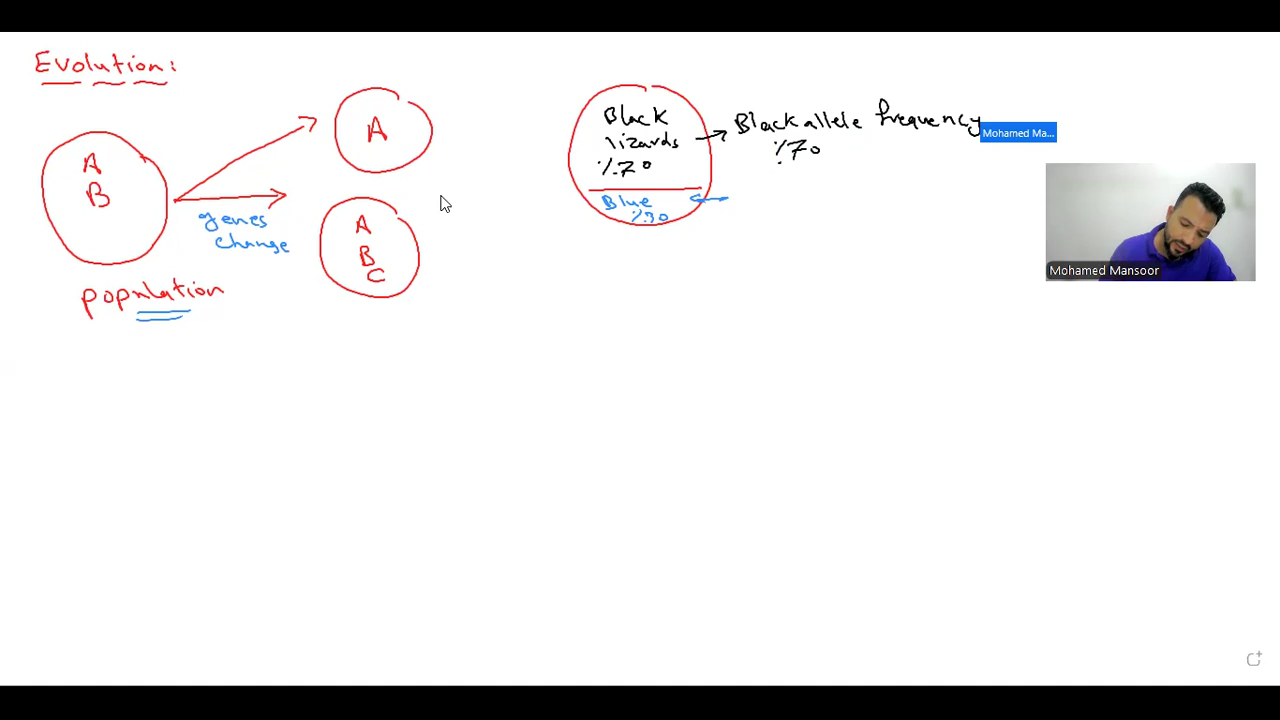 Evolution:
A
B
genes
change
population
A
A
B
C
Black
lizards
٪70
Blue
٪30
Black allele frequency
٪70
Mohamed Ma...
Mohamed Mansoor